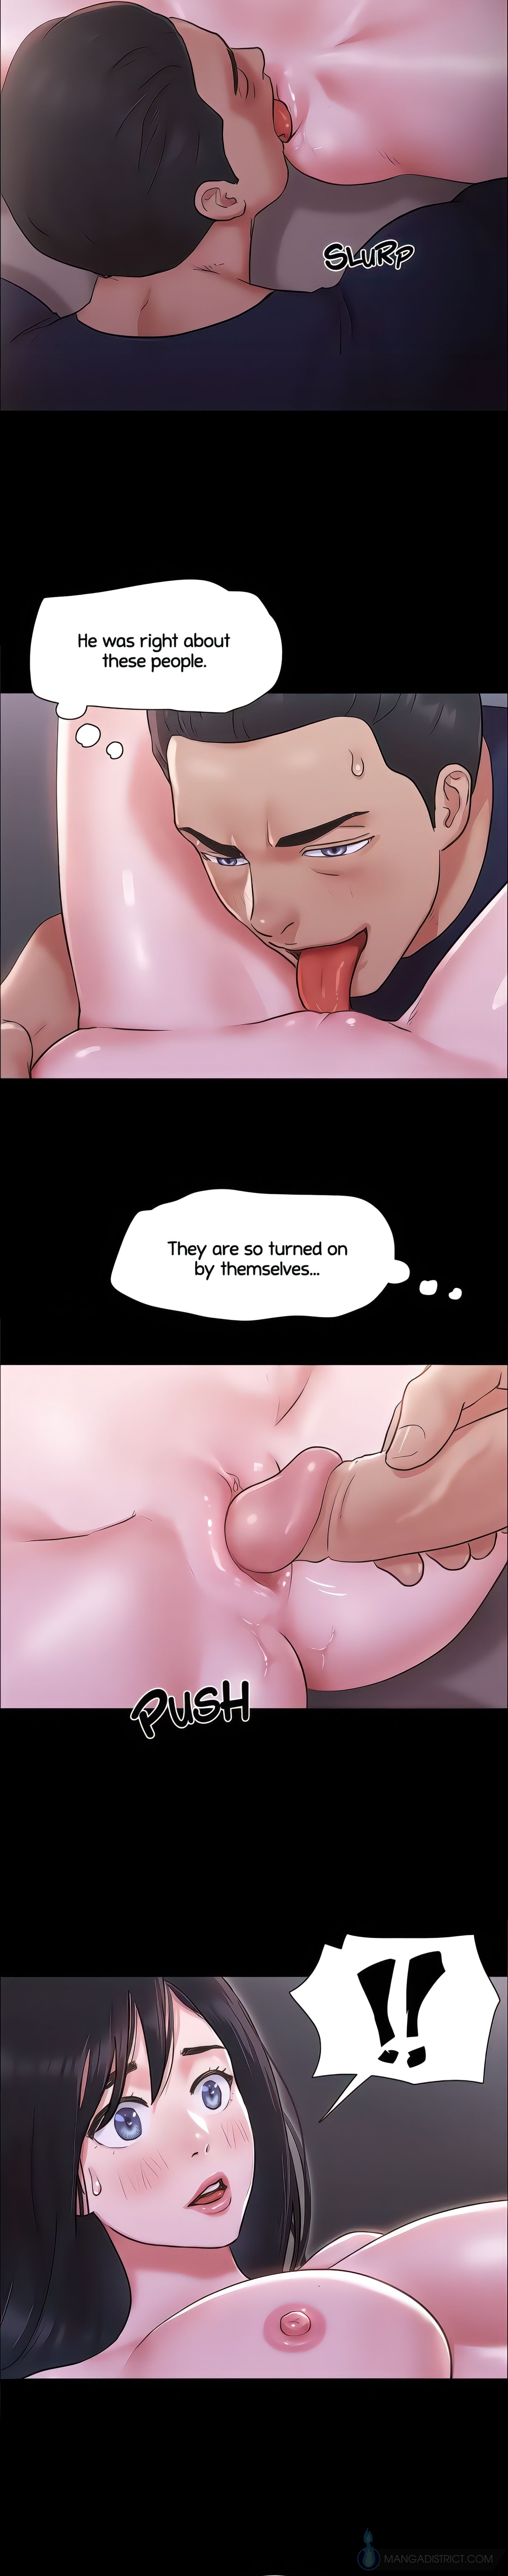 SLURP
He was right about
these people.
They are so turned on
by themselves...
PUSH
!!
MANGADISTRICT.COM